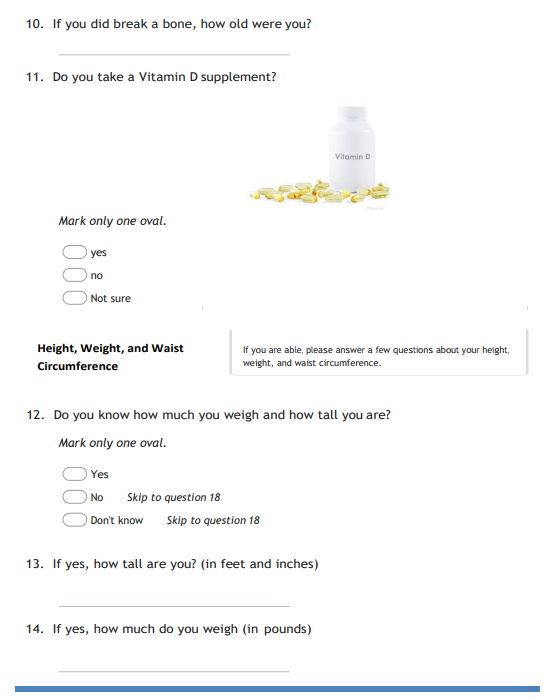 10. If you did break a bone, how old were you?
11. Do you take a Vitamin D supplement?
Vitamin D
Mark only one oval.
yes
no
Not sure
Height, Weight, and Waist
Circumference
If you are able, please answer a few questions about your height,
weight, and waist circumference.
12. Do you know how much you weigh and how tall you are?
Mark only one oval.
Yes
No Skip to question 18
Don't know Skip to question 18
13. If yes, how tall are you? (in feet and inches)
14. If yes, how much do you weigh (in pounds)